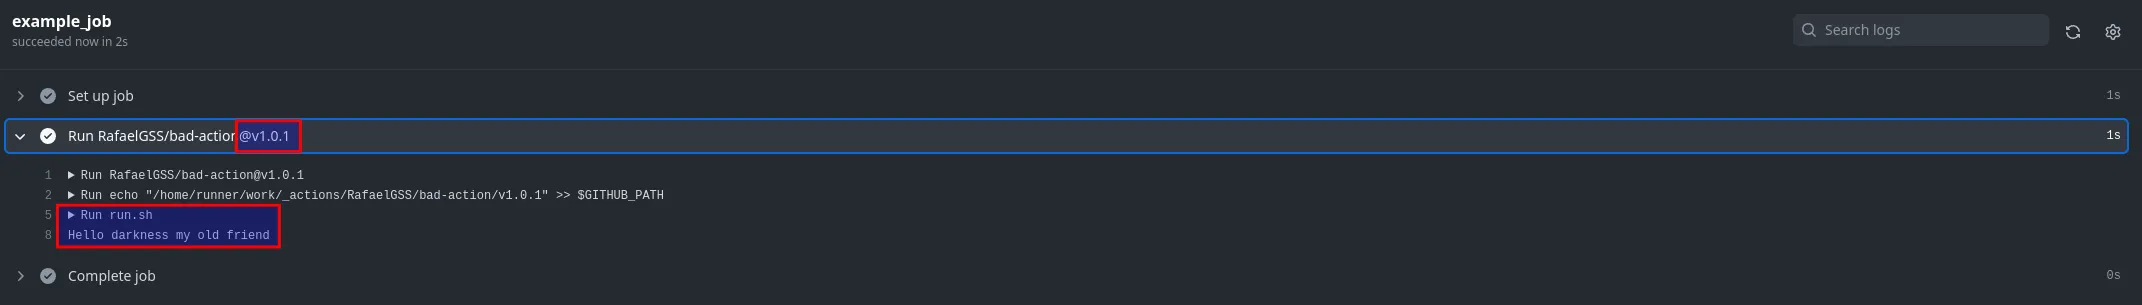 example_job
succeeded now in 2s
Search logs
Set up job 1s
Run RafaelGSS/bad-action@v1.0.1 1s
1 Run RafaelGSS/bad-action@v1.0.1
2 Run echo "/home/runner/work/_actions/RafaelGSS/bad-action/v1.0.1" >> $GITHUB_PATH
5 Run run.sh
8 Hello darkness my old friend
Complete job 0s